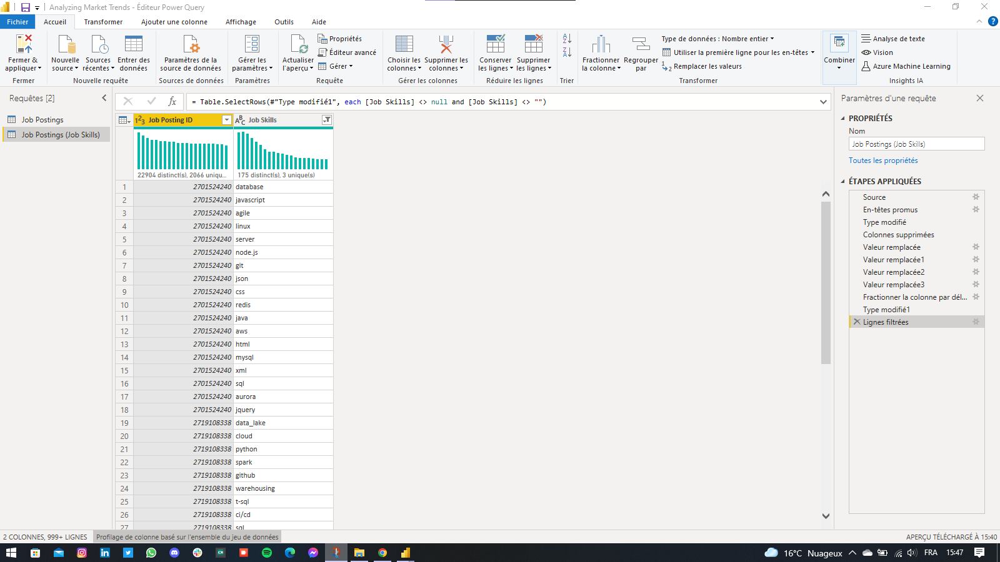 Analyzing Market Trends - Éditeur Power Query
Fichier Accueil Transformer Ajouter une colonne Affichage Outils Aide
Fermer & appliquer
Fermer
Nouvelle source
Sources récentes
Entrer des données
Nouvelle requête
Paramètres de la source de données
Sources de données
Gérer les paramètres
Paramètres
Actualiser l'aperçu
Propriétés
Éditeur avancé
Gérer
Requête
Choisir les colonnes
Supprimer les colonnes
Gérer les colonnes
Conserver les lignes
Supprimer les lignes
Réduire les lignes
Trier
Fractionner la colonne
Regrouper par
Type de données : Nombre entier
Utiliser la première ligne pour les en-têtes
Remplacer les valeurs
Transformer
Combiner
Analyse de texte
Vision
Azure Machine Learning
Insights IA
Requêtes [2]
Job Postings
Job Postings (Job Skills)
= Table.SelectRows(#"Type modifié1", each [Job Skills] <> null and [Job Skills] <> "")
Job Posting ID Job Skills
22904 distinct(s), 2066 uniqu... 175 distinct(s), 3 unique(s)
1 2701524240 database
2 2701524240 javascript
3 2701524240 agile
4 2701524240 linux
5 2701524240 server
6 2701524240 node.js
7 2701524240 git
8 2701524240 json
9 2701524240 css
10 2701524240 redis
11 2701524240 java
12 2701524240 aws
13 2701524240 html
14 2701524240 mysql
15 2701524240 xml
16 2701524240 sql
17 2701524240 aurora
18 2701524240 jquery
19 2719108338 data_lake
20 2719108338 cloud
21 2719108338 python
22 2719108338 spark
23 2719108338 github
24 2719108338 warehousing
25 2719108338 t-sql
26 2719108338 ci/cd
27 2719108338 sql
Paramètres d'une requête
PROPRIÉTÉS
Nom
Job Postings (Job Skills)
Toutes les propriétés
ÉTAPES APPLIQUÉES
Source
En-têtes promus
Type modifié
Colonnes supprimées
Valeur remplacée
Valeur remplacée1
Valeur remplacée2
Valeur remplacée3
Fractionner la colonne par dél...
Type modifié1
Lignes filtrées
2 COLONNES, 999+ LIGNES Profilage de colonne basé sur l'ensemble du jeu de données APERÇU TÉLÉCHARGÉ À 15:40
16°C Nuageux FRA 15:47